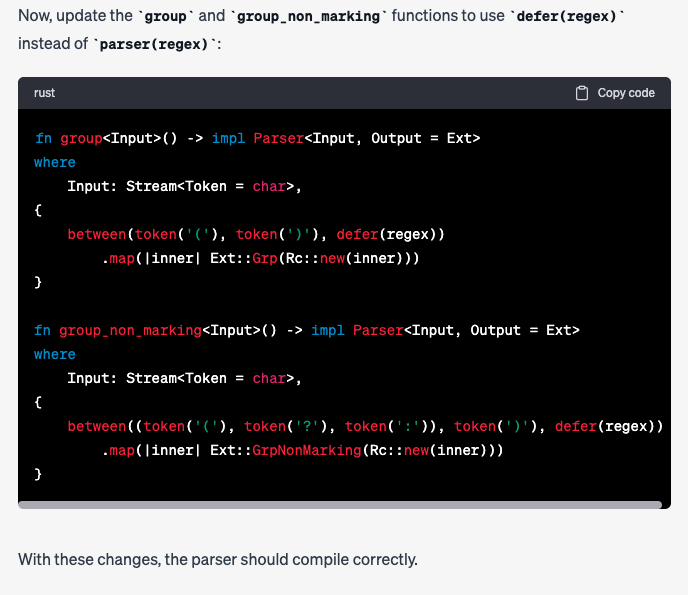 Now, update the `group` and `group_non_marking` functions to use `defer(regex)`
instead of `parser(regex)`:
rust
Copy code
fn group<Input>() -> impl Parser<Input, Output = Ext>
where
    Input: Stream<Token = char>,
{
    between(token('('), token(')'), defer(regex))
        .map(|inner| Ext::Grp(Rc::new(inner)))
}

fn group_non_marking<Input>() -> impl Parser<Input, Output = Ext>
where
    Input: Stream<Token = char>,
{
    between((token('('), token('?'), token(':')), token(')'), defer(regex))
        .map(|inner| Ext::GrpNonMarking(Rc::new(inner)))
}
With these changes, the parser should compile correctly.